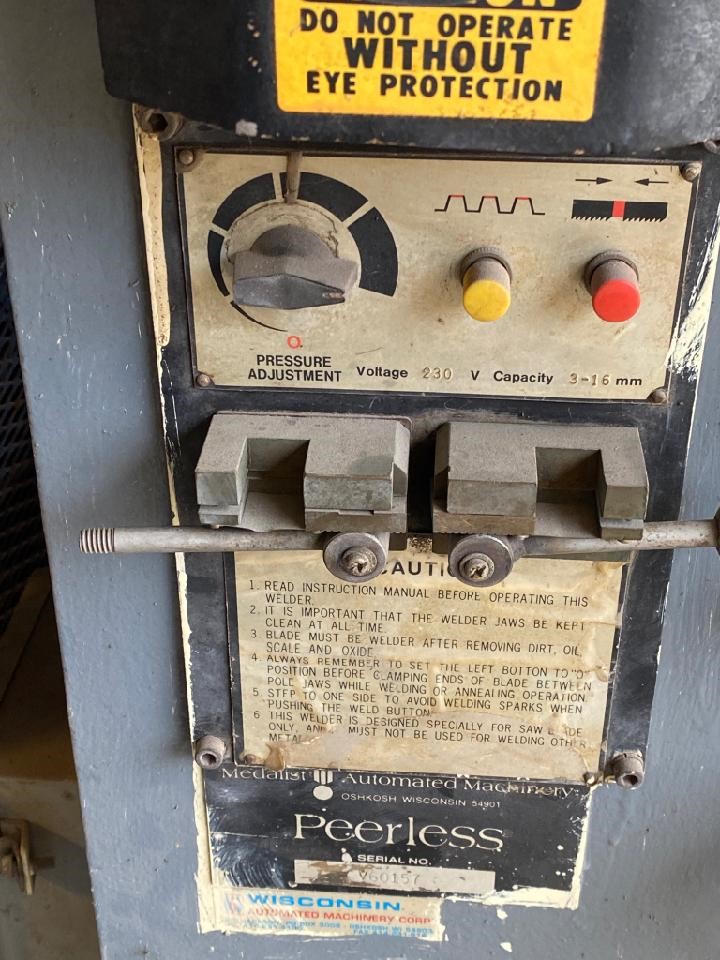 DO NOT OPERATE
WITHOUT
EYE PROTECTION
O
PRESSURE
ADJUSTMENT Voltage 230 V Capacity 3-16 mm
CAUTIO
1. READ INSTRUCTION MANUAL BEFORE OPERATING THIS
WELDER.
2. IT IS IMPORTANT THAT THE WELDER JAWS BE KEPT
CLEAN AT ALL TIME.
3. BLADE MUST BE WELDER AFTER REMOVING DIRT, OIL,
SCALE AND OXIDE
4. ALWAYS REMEMBER TO SET THE LEFT BUTTON TO "O"
POSITION BEFORE CLAMPING ENDS OF BLADE BETWEEN
POLE JAWS WHILE WELDING OR ANNEALING OPERATION.
5. STEP TO ONE SIDE TO AVOID WELDING SPARKS WHEN
PUSHING THE WELD BUTTON.
6 THIS WELDER IS DESIGNED SPECIALLY FOR SAW BLADE
ONLY, AND MUST NOT BE USED FOR WELDING OTHER
METAL
Medalist Automated Machinery
OSHKOSH WISCONSIN 54901
Peerless
SERIAL NO.
V60157
WISCONSIN
AUTOMATED MACHINERY CORP
OSHKOSH WI